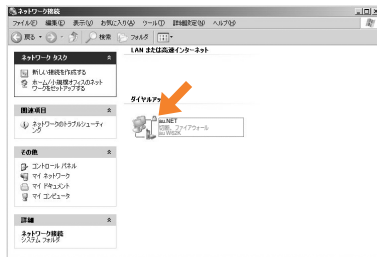 ネットワーク接続
ファイル(F) 編集(E) 表示(V) お気に入り(A) ツール(T) 詳細設定(N) ヘルプ(H)
戻る 検索 フォルダ
ネットワーク タスク
新しい接続を作成する
ホーム/小規模オフィスのネット
ワークをセットアップする
関連項目
ネットワークのトラブルシューティ
ング
その他
コントロール パネル
マイ ネットワーク
マイ ドキュメント
マイ コンピュータ
詳細
ネットワーク接続
システム フォルダ
LAN または高速インターネット
ダイヤルアップ
au.NET
切断, ファイアウォール
au W62K